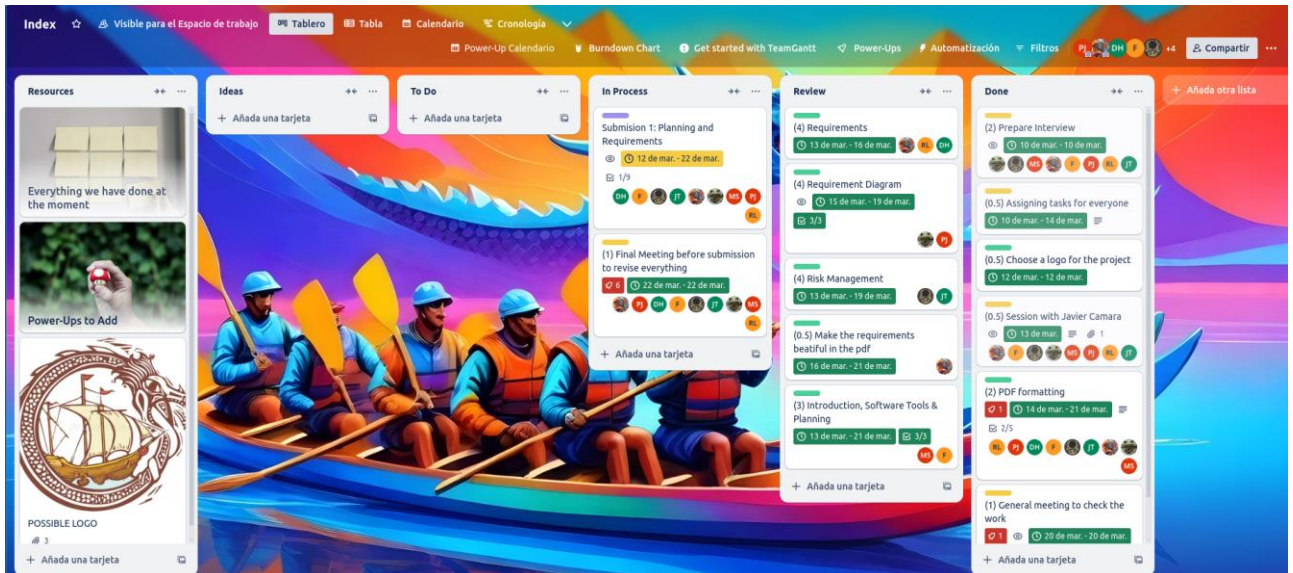 Index
Visible para el Espacio de trabajo
Tablero
Tabla
Calendario
Cronología
Power-Up Calendario
Burndown Chart
Get started with TeamGantt
Power-Ups
Automatización
Filtros
PJ
DH
F
+4
Compartir
Resources
Everything we have done at
the moment
Power-Ups to Add
POSSIBLE LOGO
3
+ Añada una tarjeta
Ideas
+ Añada una tarjeta
To Do
+ Añada una tarjeta
In Process
Submision 1: Planning and
Requirements
12 de mar. - 22 de mar.
1/9
DH F JT MS PJ
RL
(1) Final Meeting before submission
to revise everything
6 22 de mar. - 22 de mar.
PJ DH F JT MS
RL
+ Añada una tarjeta
Review
(4) Requirements
13 de mar. - 16 de mar. RL DH
(4) Requirement Diagram
15 de mar. - 19 de mar.
3/3
PJ
(4) Risk Management
13 de mar. - 19 de mar. JT
(0.5) Make the requirements
beatiful in the pdf
16 de mar. - 21 de mar.
(3) Introduction, Software Tools &
Planning
13 de mar. - 21 de mar. 3/3
MS F
+ Añada una tarjeta
Done
(2) Prepare Interview
10 de mar. - 10 de mar.
MS F PJ RL JT
(0.5) Assigning tasks for everyone
10 de mar. - 14 de mar.
(0.5) Choose a logo for the project
12 de mar. - 12 de mar.
(0.5) Session with Javier Camara
13 de mar. 1
F MS PJ RL JT
(2) PDF formatting
1 14 de mar. - 21 de mar.
2/5
RL PJ DH F JT
MS
(1) General meeting to check the
work
1 20 de mar. - 20 de mar.
+ Añada una tarjeta
+ Añada otra lista